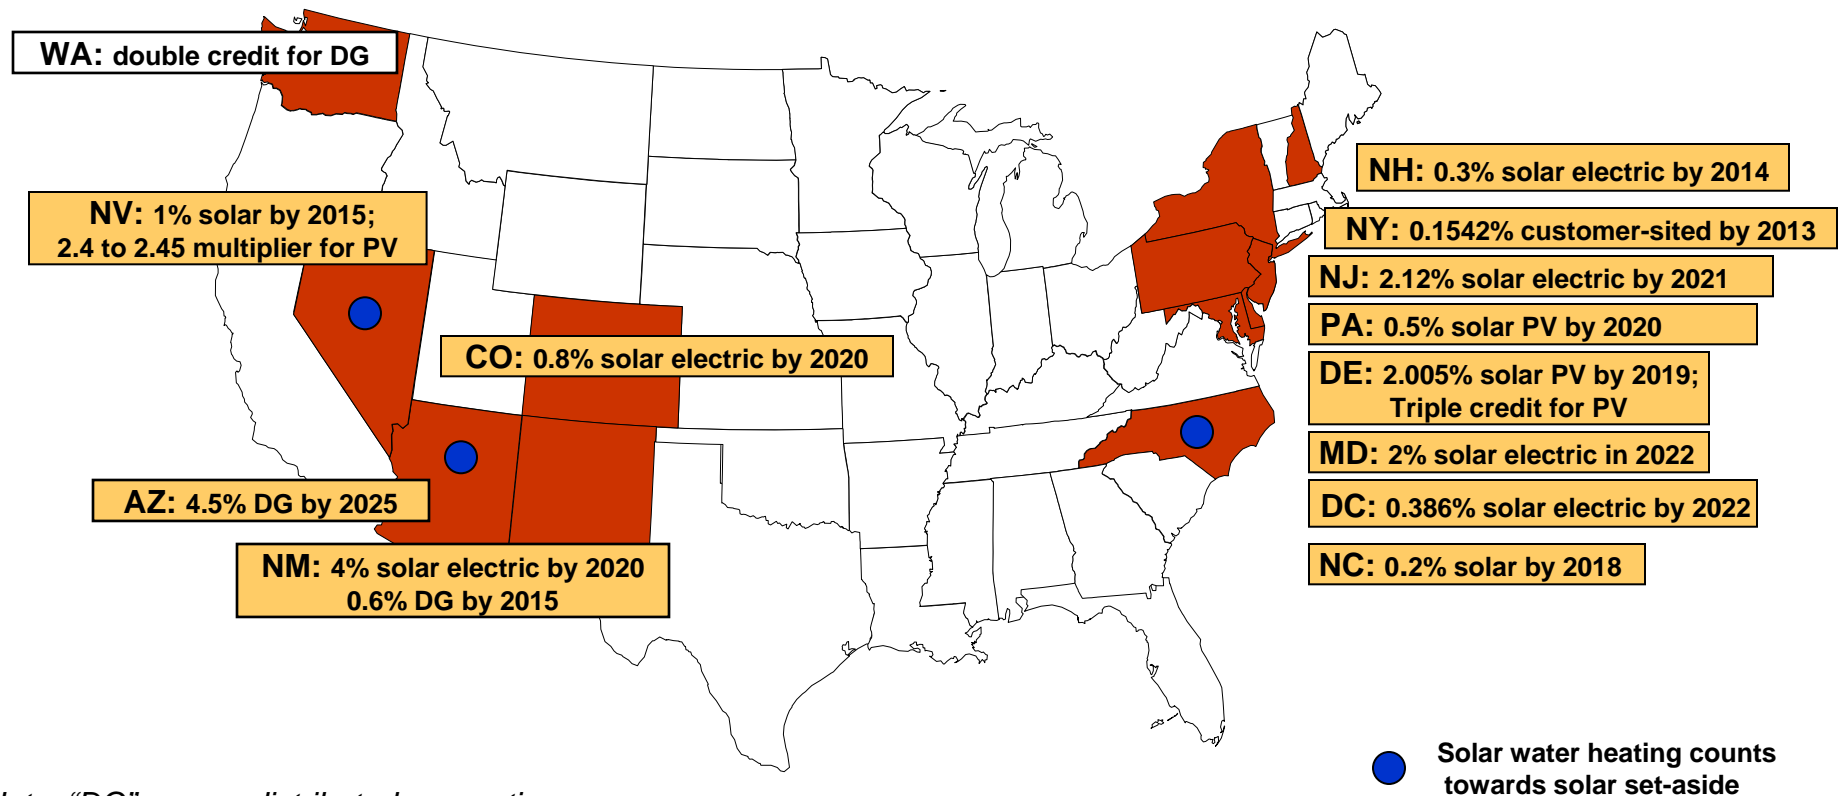 WA: double credit for DG
NV: 1% solar by 2015;
2.4 to 2.45 multiplier for PV
CO: 0.8% solar electric by 2020
AZ: 4.5% DG by 2025
NM: 4% solar electric by 2020
0.6% DG by 2015
NH: 0.3% solar electric by 2014
NY: 0.1542% customer-sited by 2013
NJ: 2.12% solar electric by 2021
PA: 0.5% solar PV by 2020
DE: 2.005% solar PV by 2019;
Triple credit for PV
MD: 2% solar electric in 2022
DC: 0.386% solar electric by 2022
NC: 0.2% solar by 2018
Solar water heating counts
towards solar set-aside